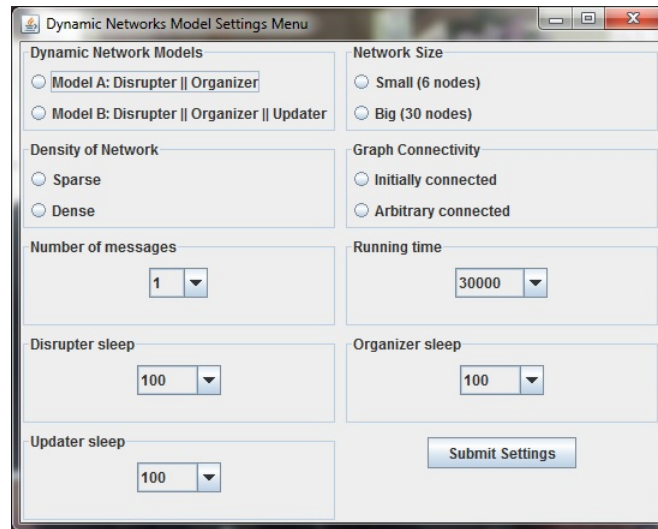 Dynamic Networks Model Settings Menu
Dynamic Network Models
Model A: Disrupter || Organizer
Model B: Disrupter || Organizer || Updater
Network Size
Small (6 nodes)
Big (30 nodes)
Density of Network
Sparse
Dense
Graph Connectivity
Initially connected
Arbitrary connected
Number of messages
1
Running time
30000
Disrupter sleep
100
Organizer sleep
100
Updater sleep
100
Submit Settings